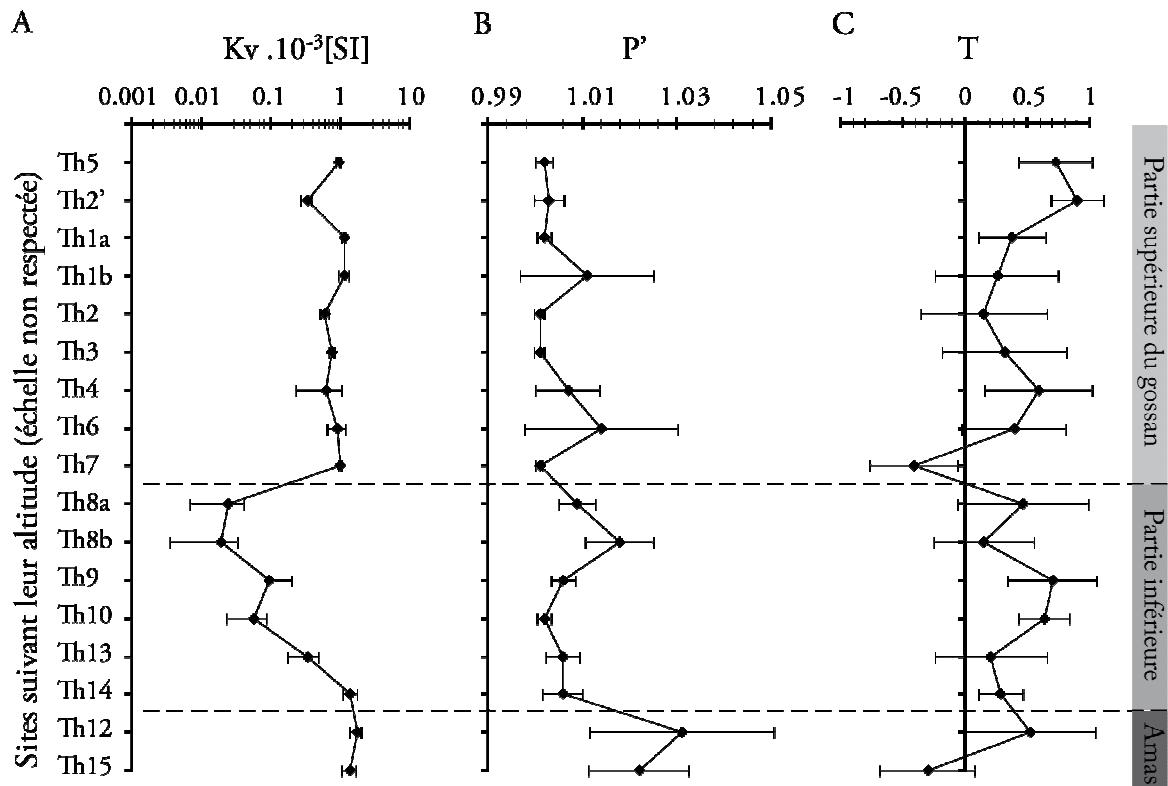 A
B
C
Kv .10⁻³[SI]
P’
T
0.001 0.01 0.1 1 10
0.99 1.01 1.03 1.05
-1 -0.5 0 0.5 1
Sites suivant leur altitude (échelle non respectée)
Th5
Th2’
Th1a
Th1b
Th2
Th3
Th4
Th6
Th7
Th8a
Th8b
Th9
Th10
Th13
Th14
Th12
Th15
Partie supérieure du gossan
Partie inférieure
Amas